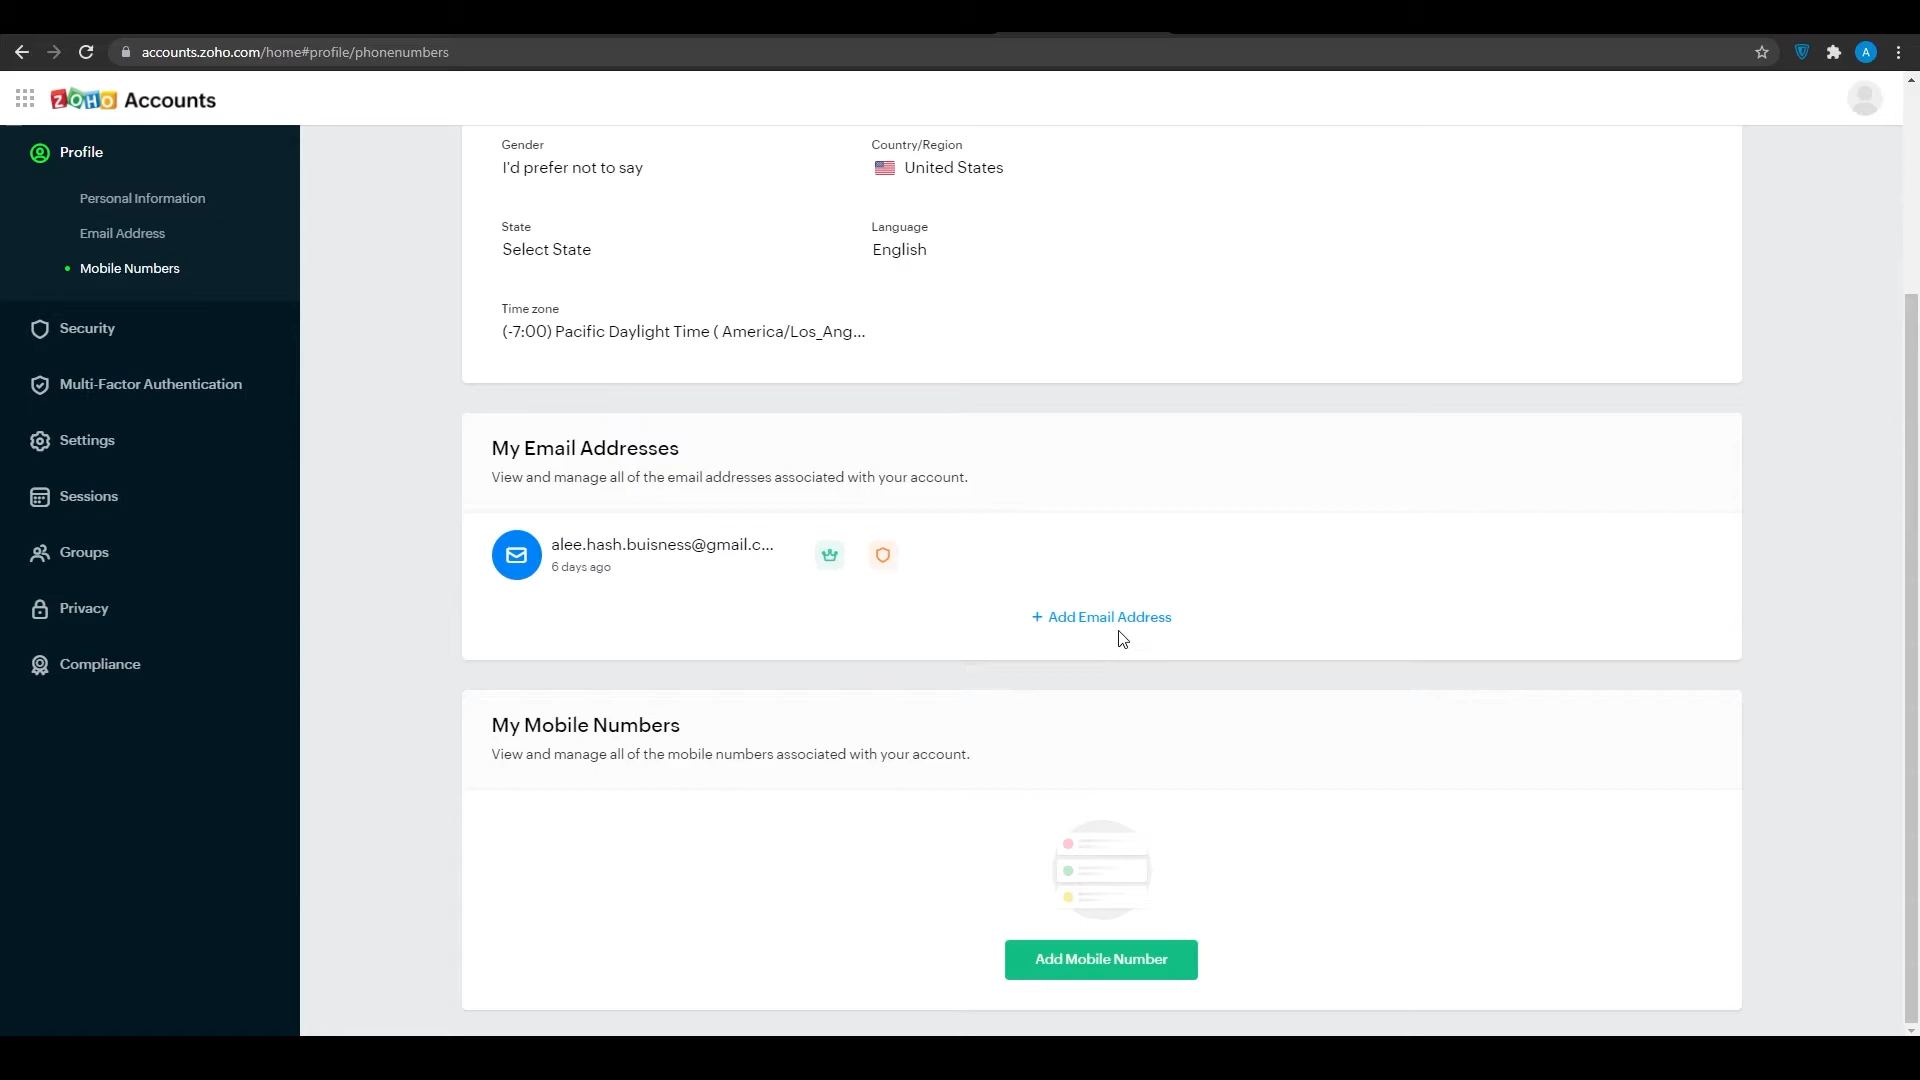 accounts.zoho.com/home#profile/phonenumbers
A
ZOHO Accounts
Profile
Personal Information
Email Address
Mobile Numbers
Security
Multi-Factor Authentication
Settings
Sessions
Groups
Privacy
Compliance
Gender
Country/Region
I'd prefer not to say
United States
State
Language
Select State
English
Time zone
(-7:00) Pacific Daylight Time ( America/Los_Ang...
My Email Addresses
View and manage all of the email addresses associated with your account.
alee.hash.buisness@gmail.c...
6 days ago
+ Add Email Address
My Mobile Numbers
View and manage all of the mobile numbers associated with your account.
Add Mobile Number